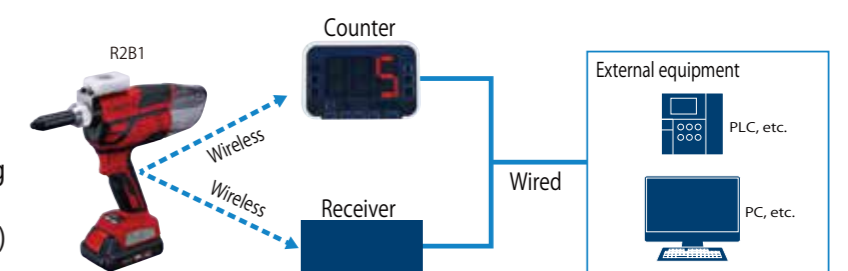 Counter
R2B1
5
External equipment
PLC, etc.
Wireless
g
Wireless
Wired
Receiver
PC, etc.
)